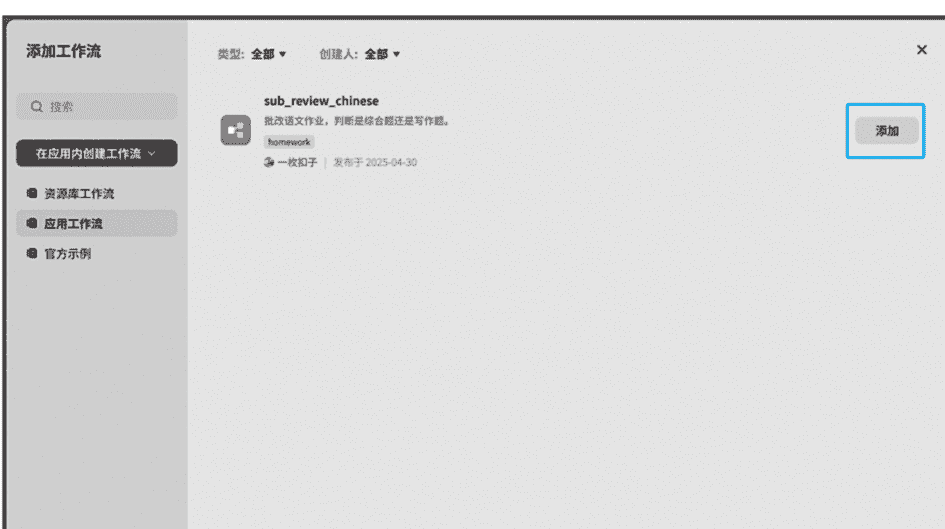 添加工作流
搜索
在应用内创建工作流
资源库工作流
应用工作流
官方示例
类型: 全部 创建人: 全部
sub_review_chinese
批改语文作业，判断是综合题还是写作题。
homework
一枚扣子 | 发布于 2025-04-30
添加